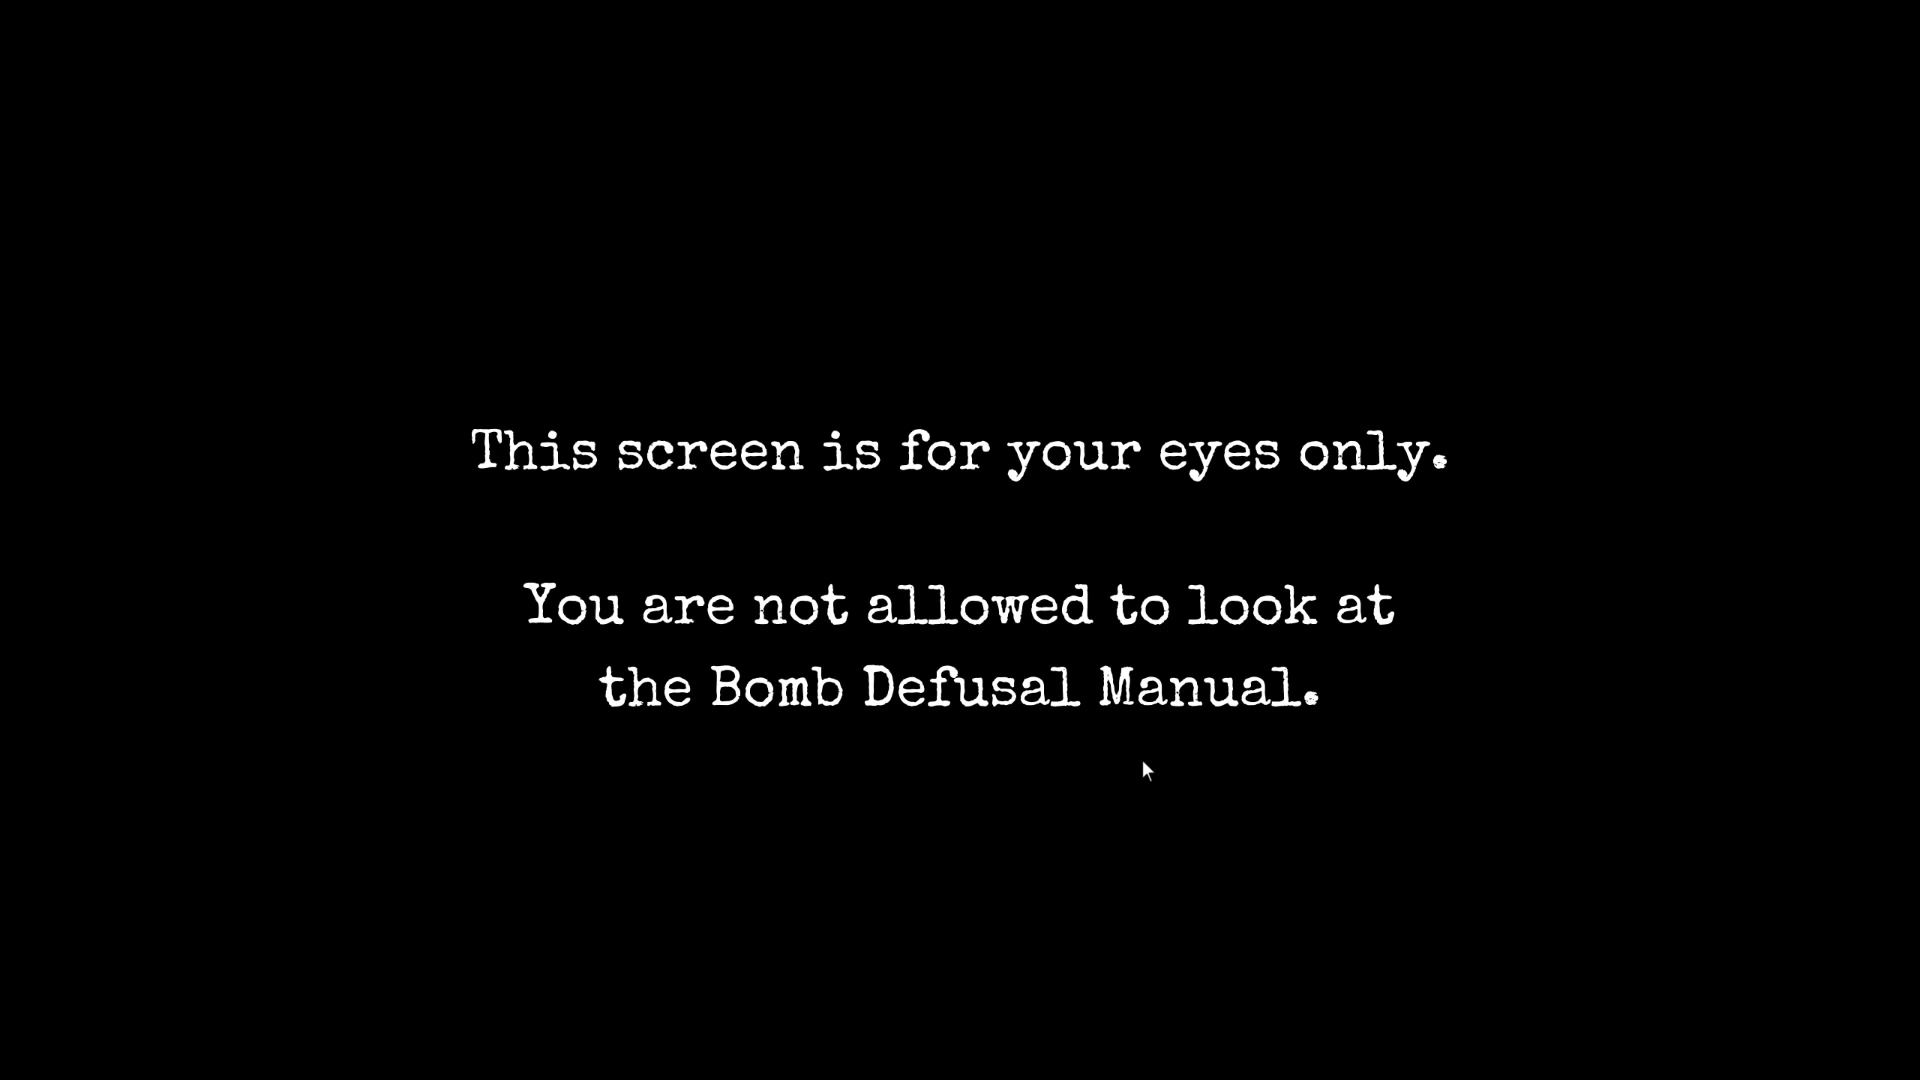 This screen is for your eyes only.
You are not allowed to look at
the Bomb Defusal Manual.